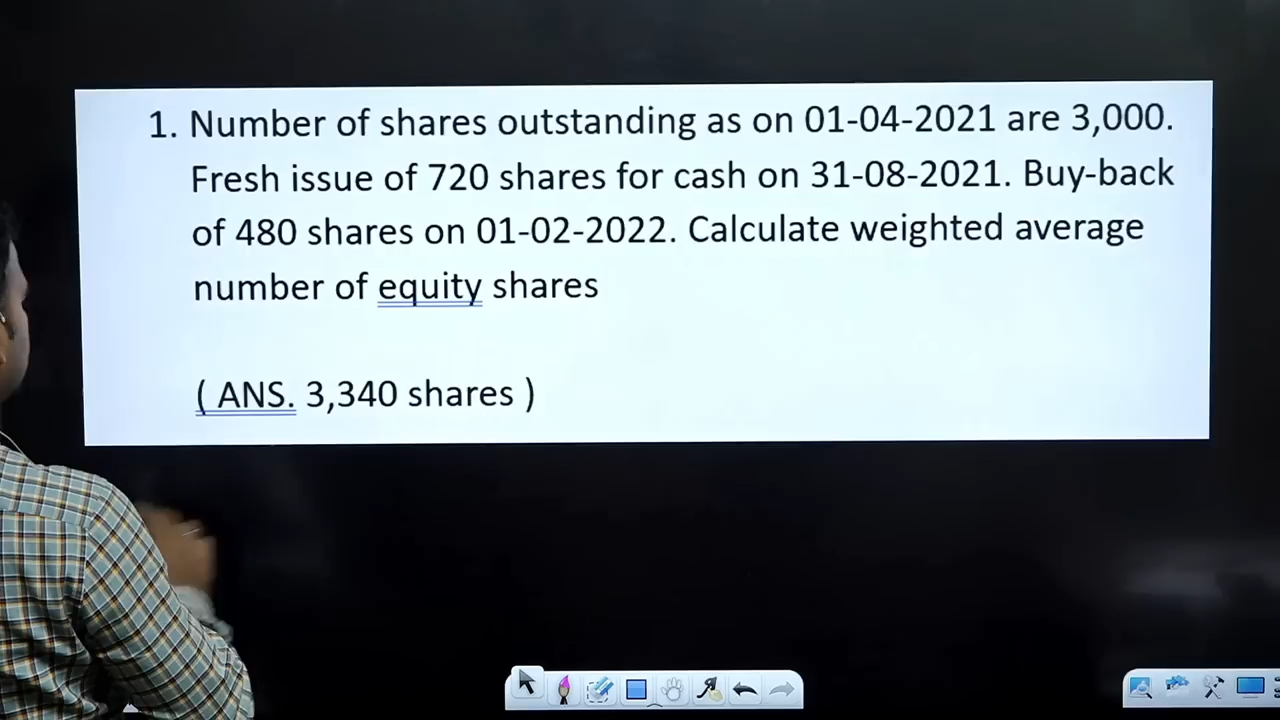 1. Number of shares outstanding as on 01-04-2021 are 3,000.
Fresh issue of 720 shares for cash on 31-08-2021. Buy-back
of 480 shares on 01-02-2022. Calculate weighted average
number of equity shares
( ANS. 3,340 shares )